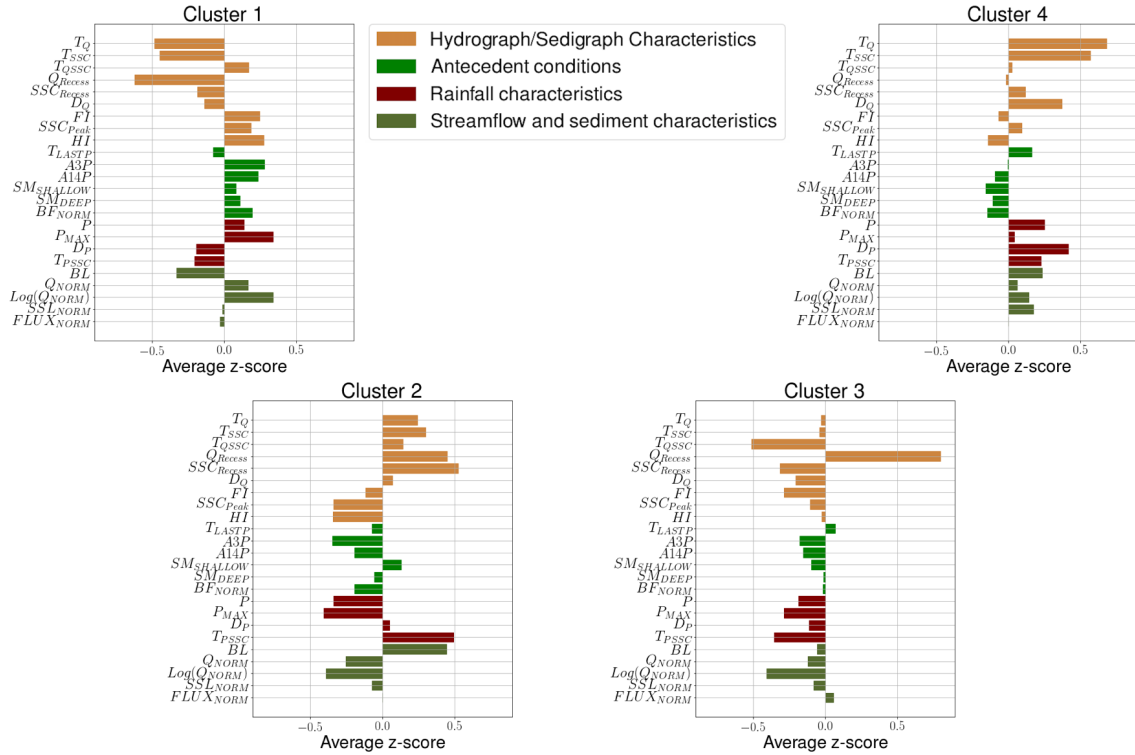 Cluster 1
T_Q
T_SSC
T_QSSC
Q_Recess
SSC_Recess
D_Q
FI
SSC_Peak
HI
T_LASTP
A3P
A14P
SM_SHALLOW
SM_DEEP
BF_NORM
P
P_MAX
D_P
T_PSSC
BL
Q_NORM
Log(Q_NORM)
SSL_NORM
FLUX_NORM
−0.5 0.0 0.5
Average z-score
Hydrograph/Sedigraph Characteristics
Antecedent conditions
Rainfall characteristics
Streamflow and sediment characteristics
Cluster 4
T_Q
T_SSC
T_QSSC
Q_Recess
SSC_Recess
D_Q
FI
SSC_Peak
HI
T_LASTP
A3P
A14P
SM_SHALLOW
SM_DEEP
BF_NORM
P
P_MAX
D_P
T_PSSC
BL
Q_NORM
Log(Q_NORM)
SSL_NORM
FLUX_NORM
−0.5 0.0 0.5
Average z-score
Cluster 2
T_Q
T_SSC
T_QSSC
Q_Recess
SSC_Recess
D_Q
FI
SSC_Peak
HI
T_LASTP
A3P
A14P
SM_SHALLOW
SM_DEEP
BF_NORM
P
P_MAX
D_P
T_PSSC
BL
Q_NORM
Log(Q_NORM)
SSL_NORM
FLUX_NORM
−0.5 0.0 0.5
Average z-score
Cluster 3
T_Q
T_SSC
T_QSSC
Q_Recess
SSC_Recess
D_Q
FI
SSC_Peak
HI
T_LASTP
A3P
A14P
SM_SHALLOW
SM_DEEP
BF_NORM
P
P_MAX
D_P
T_PSSC
BL
Q_NORM
Log(Q_NORM)
SSL_NORM
FLUX_NORM
−0.5 0.0 0.5
Average z-score